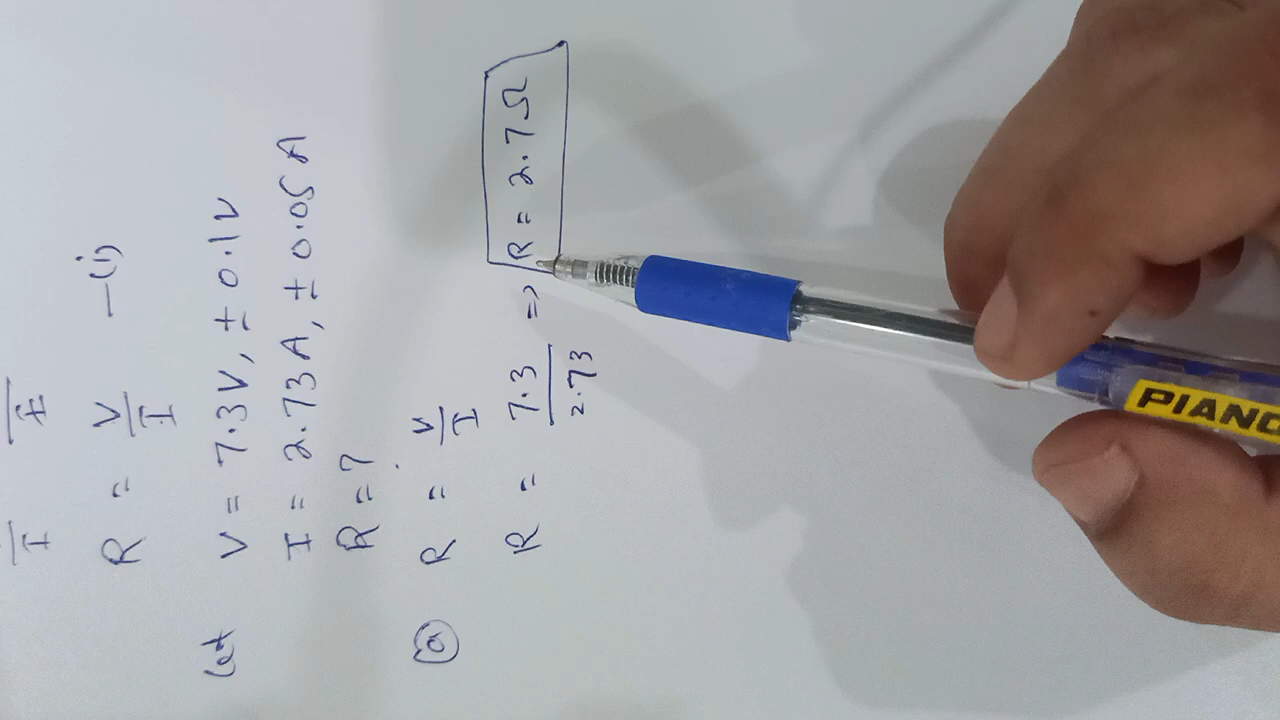 I I
R = V/I —(i)
Let V = 7.3V, ± 0.1V
I = 2.73A, ± 0.05A
R = ?
(a) R = V/I
R = 7.3/2.73 => R = 2.7Ω
PIANO